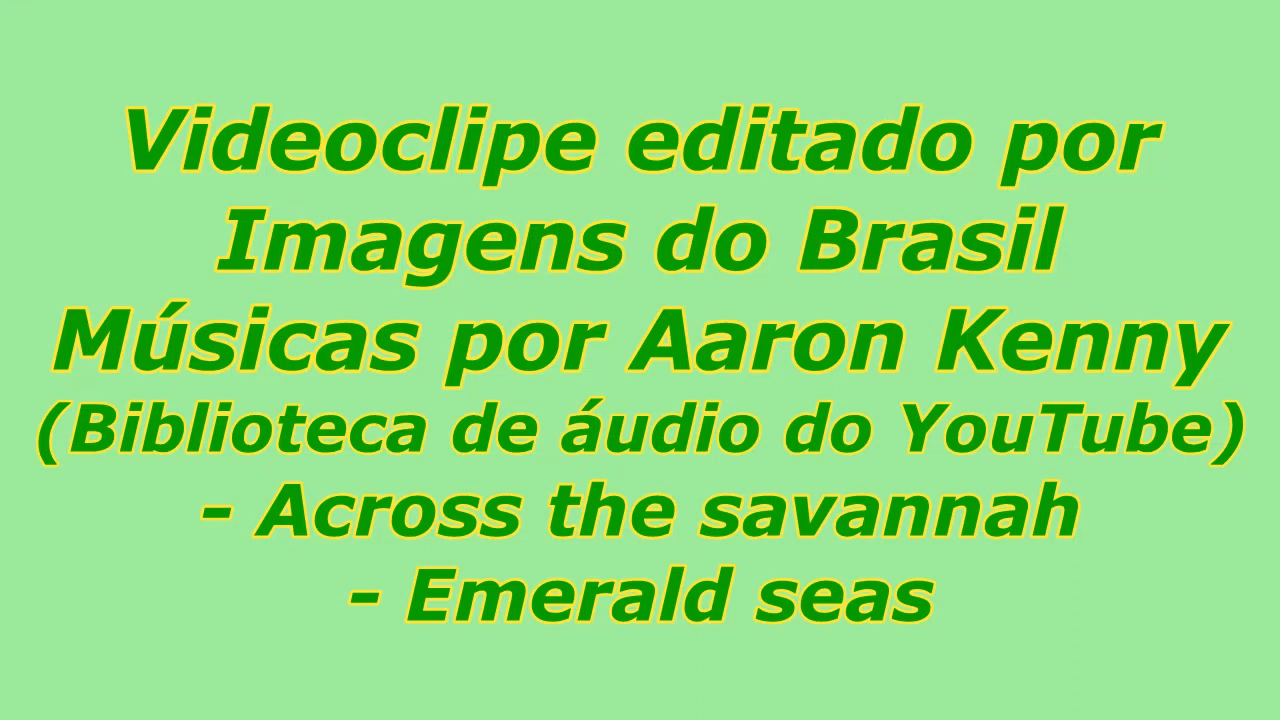 Videoclipe editado por
Imagens do Brasil
Músicas por Aaron Kenny
(Biblioteca de áudio do YouTube)
- Across the savannah
- Emerald seas